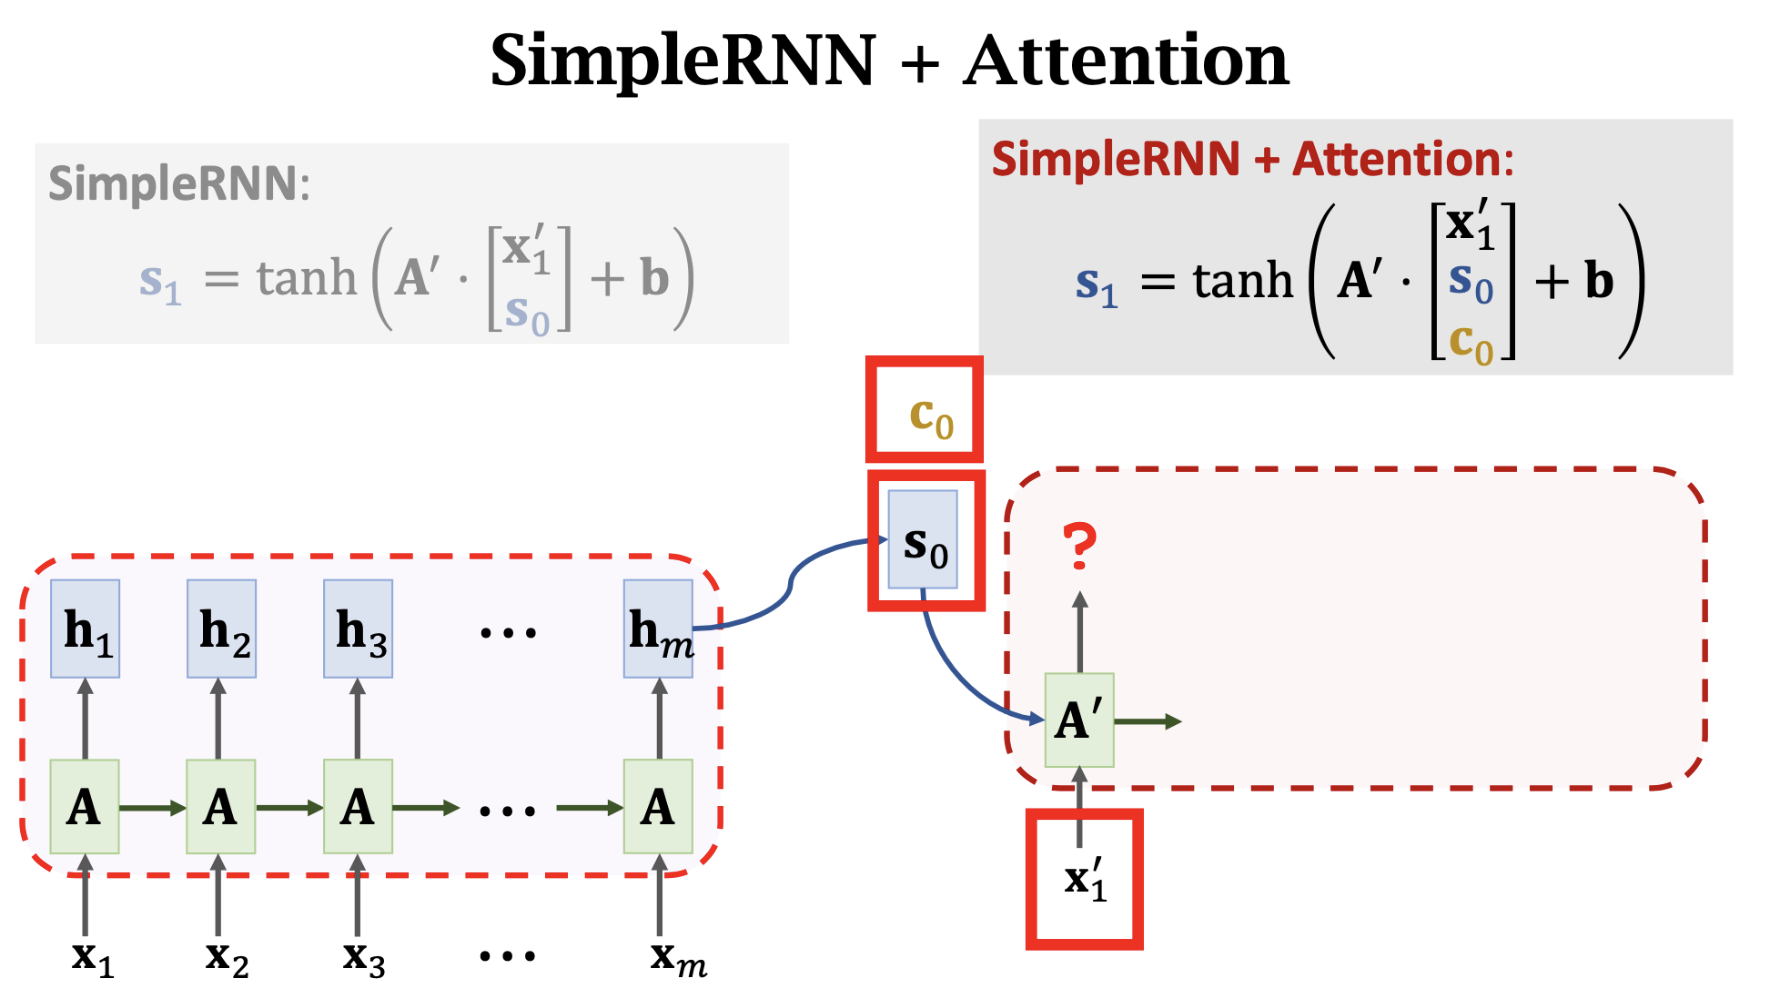 SimpleRNN + Attention
SimpleRNN:
s₁ = tanh(A′ · [x′₁ s₀] + b)
SimpleRNN + Attention:
s₁ = tanh(A′ · [x′₁ s₀ c₀] + b)
c₀
s₀
?
h₁ h₂ h₃ ⋯ hₘ
A′
A A A ⋯ A
x′₁
x₁ x₂ x₃ ⋯ xₘ